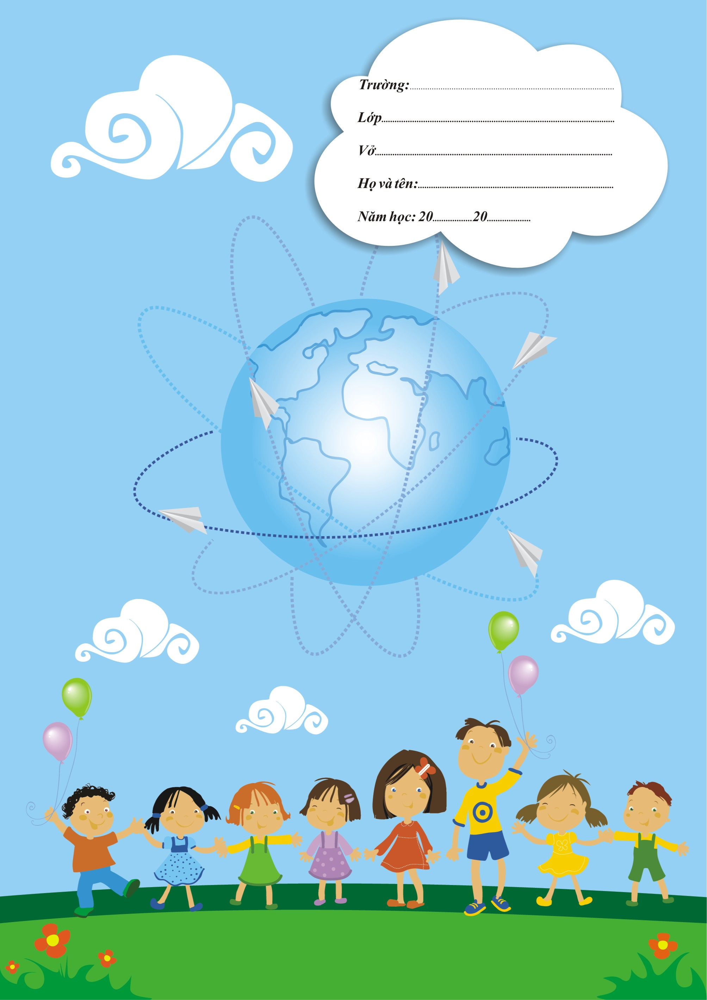 Trường:..............................................................................
Lớp..............................................................................
Vở..............................................................................
Họ và tên:..............................................................................
Năm học: 20..................20....................